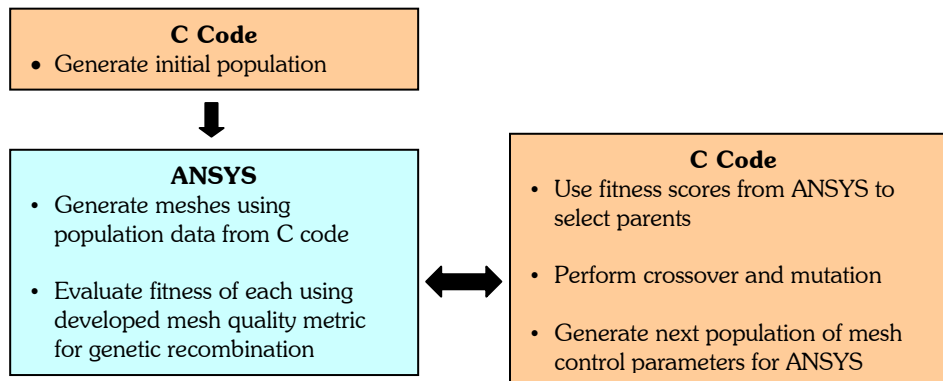 C Code
• Generate initial population
ANSYS
• Generate meshes using
population data from C code
• Evaluate fitness of each using
developed mesh quality metric
for genetic recombination
C Code
• Use fitness scores from ANSYS to
select parents
• Perform crossover and mutation
• Generate next population of mesh
control parameters for ANSYS